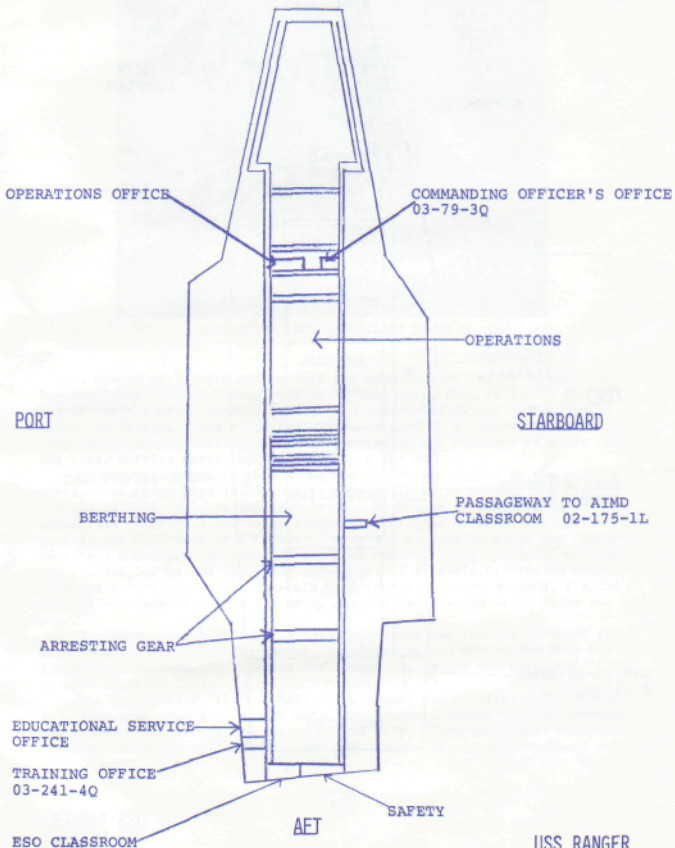 OPERATIONS OFFICE
COMMANDING OFFICER'S OFFICE
03-79-3Q
OPERATIONS
PORT
STARBOARD
BERTHING
PASSAGEWAY TO AIMD
CLASSROOM 02-175-1L
ARRESTING GEAR
EDUCATIONAL SERVICE
OFFICE
TRAINING OFFICE
03-241-4Q
SAFETY
AFT
ESO CLASSROOM
USS RANGER